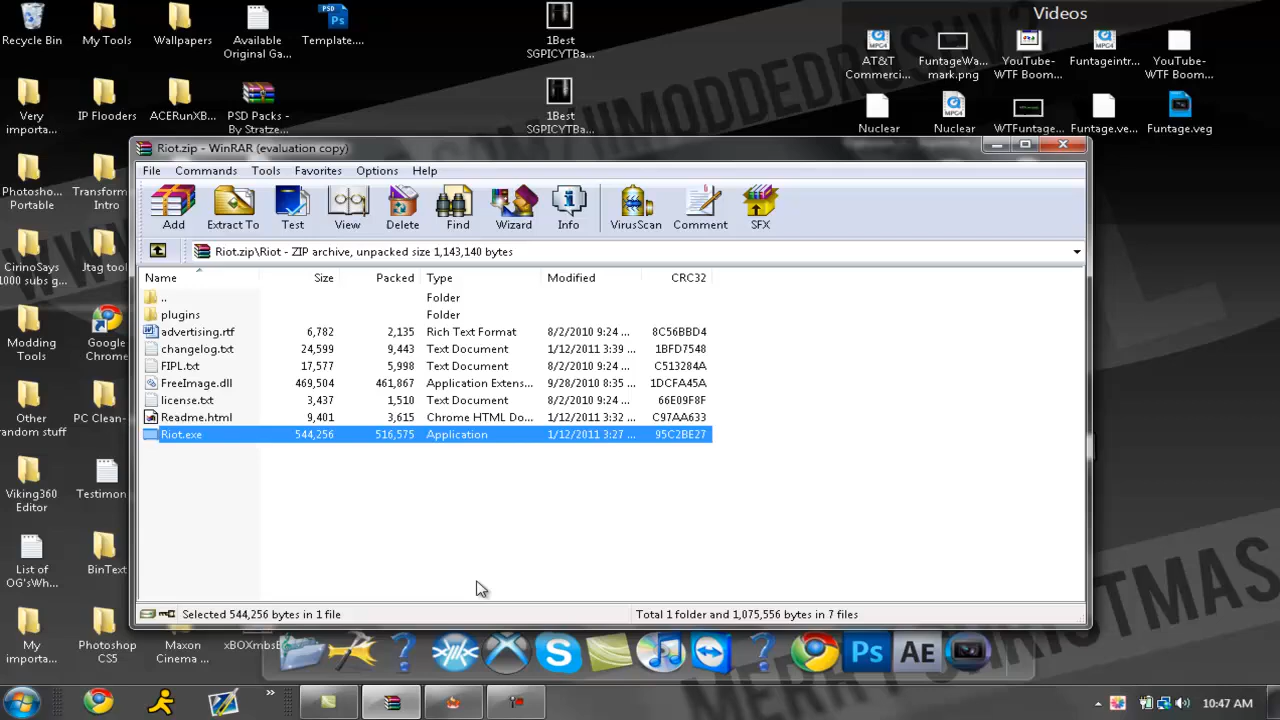 Videos
Recycle Bin
My Tools
Wallpapers
Available
Original Ga...
Template....
1Best
SGPICYTBa...
AT&T
Commerci...
FuntageWa...
mark.png
YouTube-
WTF Boom...
Funtageintr...
YouTube-
WTF Boom...
Very
importa...
IP Flooders
ACERunXB...
PSD Packs -
By Stratze...
1Best
SGPICYTBa...
Nuclear
Nuclear
WTFuntage...
Funtage.ve...
Funtage.veg
Riot.zip - WinRAR (evaluation copy)
File Commands Tools Favorites Options Help
Add Extract To Test View Delete Find Wizard Info VirusScan Comment SFX
Riot.zip\Riot - ZIP archive, unpacked size 1,143,140 bytes
Name Size Packed Type Modified CRC32
.. Folder
plugins Folder
advertising.rtf 6,782 2,135 Rich Text Format 8/2/2010 9:24 ... 8C56BBD4
changelog.txt 24,599 9,443 Text Document 1/12/2011 3:39 ... 1BFD7548
FIPL.txt 17,577 5,998 Text Document 8/2/2010 9:24 ... C513284A
FreeImage.dll 469,504 461,867 Application Extens... 9/28/2010 8:35 ... 1DCFA45A
license.txt 3,437 1,510 Text Document 8/2/2010 9:24 ... 66E09F8F
Readme.html 9,401 3,615 Chrome HTML Do... 1/12/2011 3:32 ... C97AA633
Riot.exe 544,256 516,575 Application 1/12/2011 3:27 ... 95C2BE27
Selected 544,256 bytes in 1 file
Total 1 folder and 1,075,556 bytes in 7 files
Photosho...
Portable
Transform
Intro
CirinoSays
1000 subs g...
Jtag tool
Modding
Tools
Google
Chrome
Other
random stuff
PC Clean-
Viking360
Editor
Testimon
List of
OG'sWh...
BinText
My
importa...
Photoshop
CS5
Maxon
Cinema ...
xBOXmbs
Ps
AE
MERRY CHRISTMAS
10:47 AM